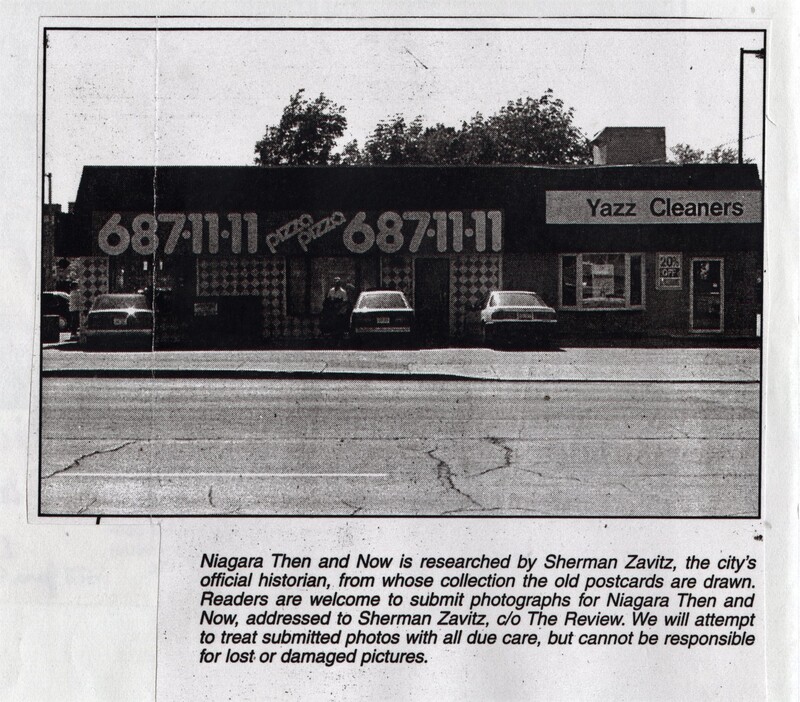 687-11-11 pizza pizza 687-11-11
Yazz Cleaners
20%
OFF
Niagara Then and Now is researched by Sherman Zavitz, the city's
official historian, from whose collection the old postcards are drawn.
Readers are welcome to submit photographs for Niagara Then and
Now, addressed to Sherman Zavitz, c/o The Review. We will attempt
to treat submitted photos with all due care, but cannot be responsible
for lost or damaged pictures.